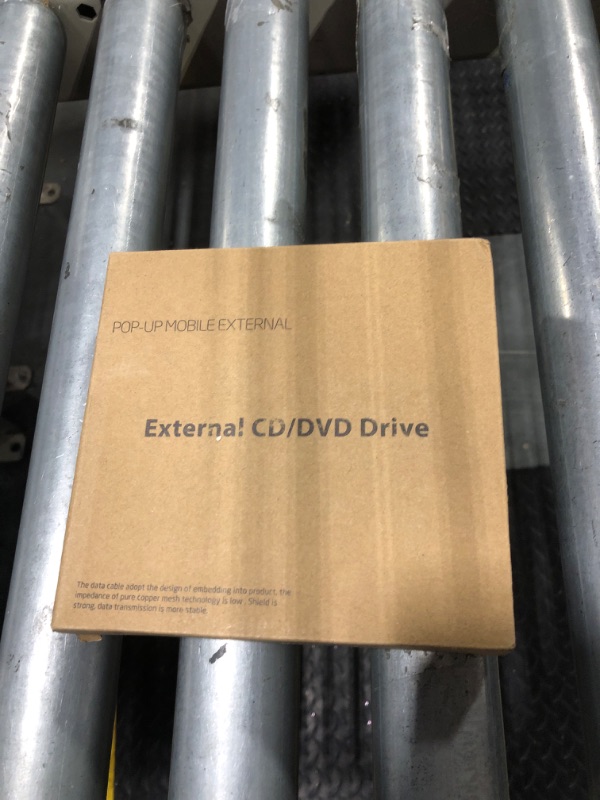 POP-UP MOBILE EXTERNAL
External CD/DVD Drive
The data cable adopt the design of embedding into product, the
impedance of pure copper mesh technology is low . Shield is
strong, data transmission is more stable.